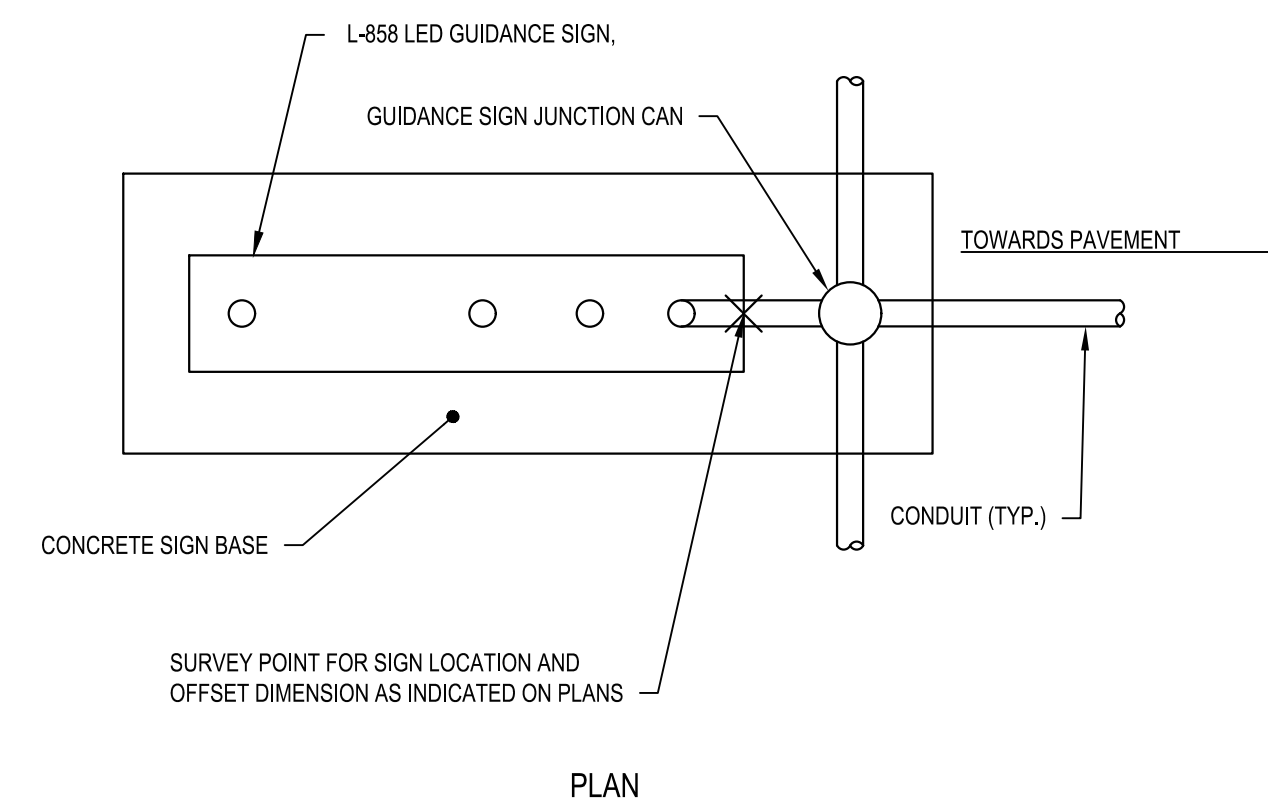 L-858 LED GUIDANCE SIGN,
GUIDANCE SIGN JUNCTION CAN
TOWARDS PAVEMENT
CONDUIT (TYP.)
CONCRETE SIGN BASE
SURVEY POINT FOR SIGN LOCATION AND
OFFSET DIMENSION AS INDICATED ON PLANS
PLAN